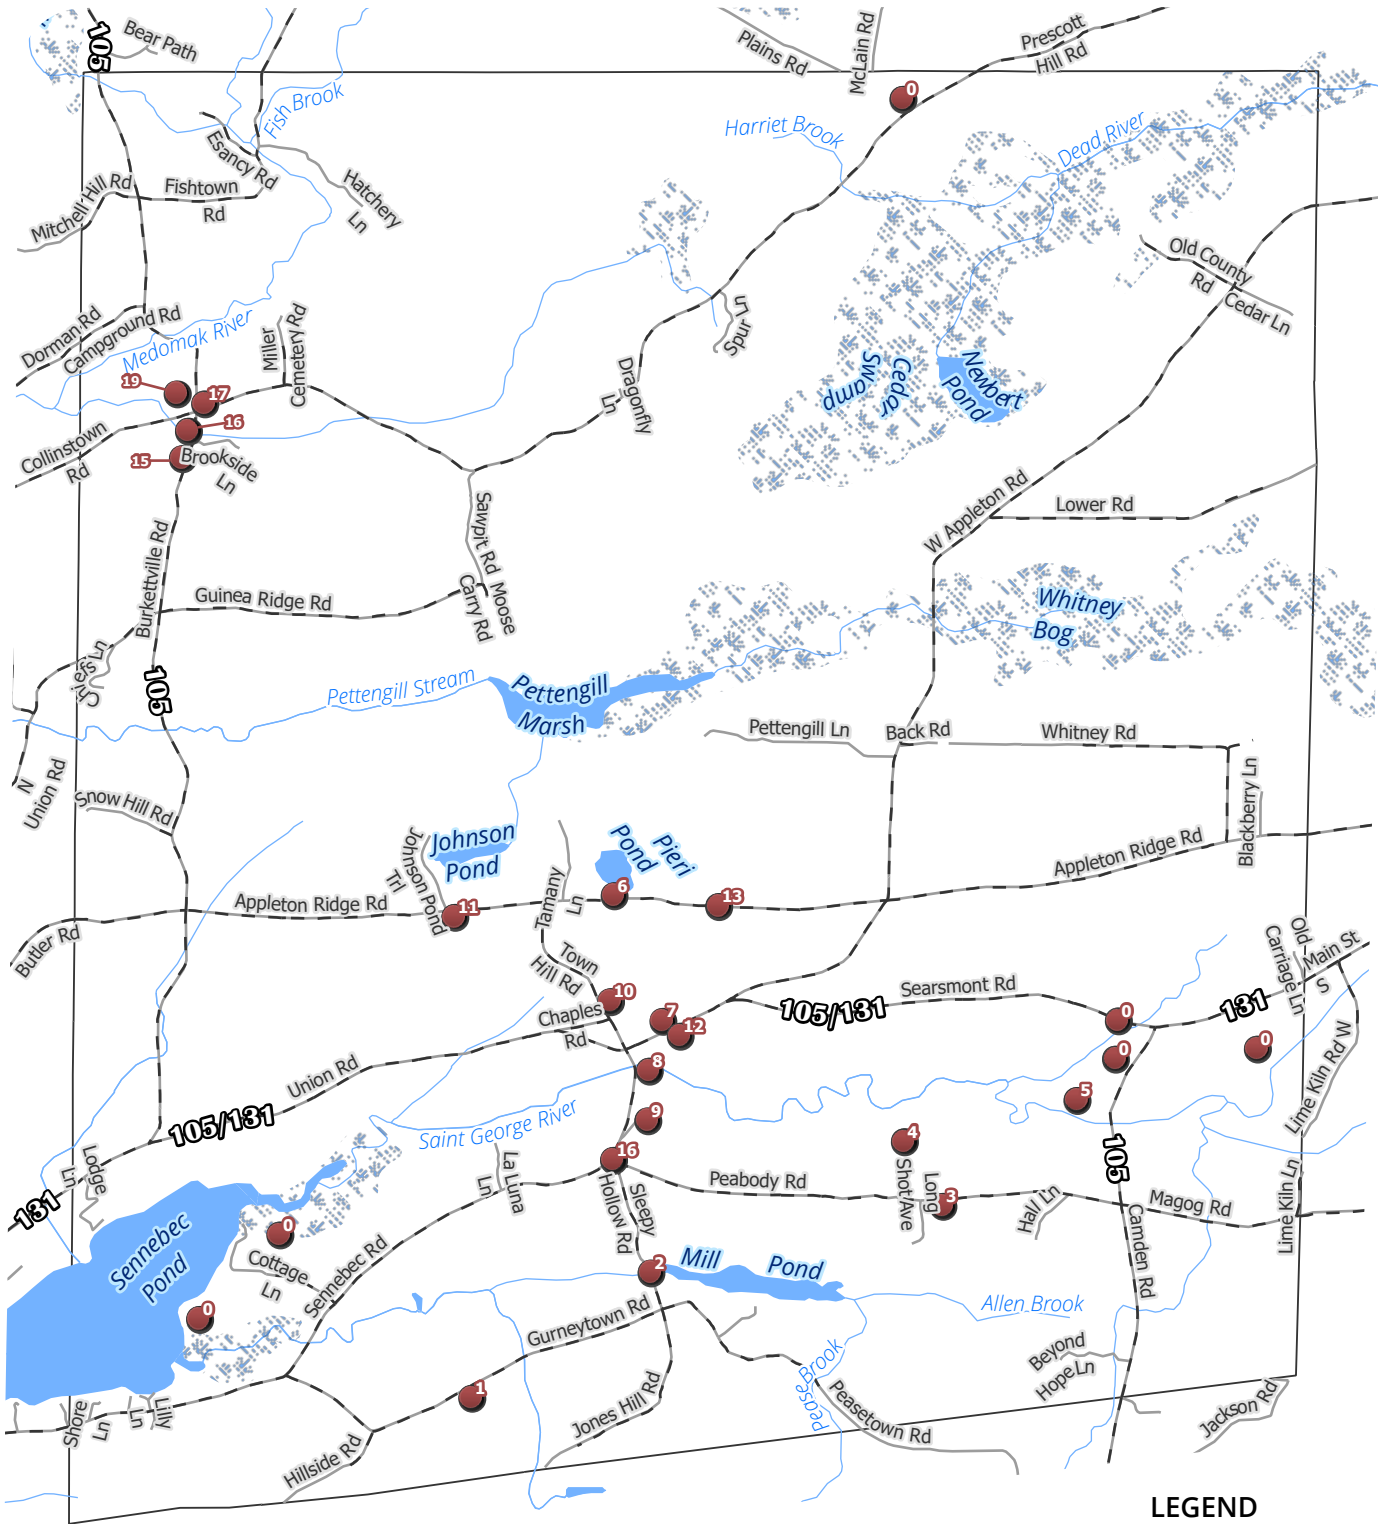 105
Bear Path
Plains Rd
McLain Rd
Prescott
Hill Rd
0
Fish Brook
Harriet Brook
Dead River
Esancy Rd
Hatchery
Ln
Mitchell Hill Rd
Fishtown
Rd
Old County
Rd
Cedar Ln
Dorman Rd
Campground Rd
Medomak River
Miller
Cemetery Rd
Spur Ln
Dragonfly
Ln
Cedar
Swamp
Newbert
Pond
19
17
16
15
Collinstown
Rd
Brookside
Ln
Sawpit Rd
W Appleton Rd
Lower Rd
Burkettville Rd
Guinea Ridge Rd
Moose
Carry Rd
Whitney
Bog
Ln
105
Pettengill Stream
Pettengill
Marsh
Pettengill Ln
Back Rd
Whitney Rd
N
Union Rd
Snow Hill Rd
Blackberry Ln
Johnson
Pond
Johnson Pond
Trl
Pieri
Pond
Appleton Ridge Rd
Appleton Ridge Rd
Tamany
Ln
6
13
11
Butler Rd
Town
Hill Rd
Old
Carriage Ln
Main St
S
10
Chaples
Rd
7
12
105/131
Searsmont Rd
0
131
0
0
Union Rd
8
5
Lime Kiln Rd W
105/131
Saint George River
9
4
105
Lodge
Ln
La Luna
Ln
16
Peabody Rd
Shot Ave
Long
3
Hall Ln
Magog Rd
Lime Kiln Ln
131
Sleepy
Hollow Rd
Camden Rd
Sennebec
Pond
0
Cottage
Ln
Sennebec Rd
2
Mill Pond
Allen Brook
0
Gurneytown Rd
Beyond
Hope Ln
Pease Brook
1
Jones Hill Rd
Peasetown Rd
Jackson Rd
Shore
Ln
Ln
Lilly
Hillside Rd
LEGEND